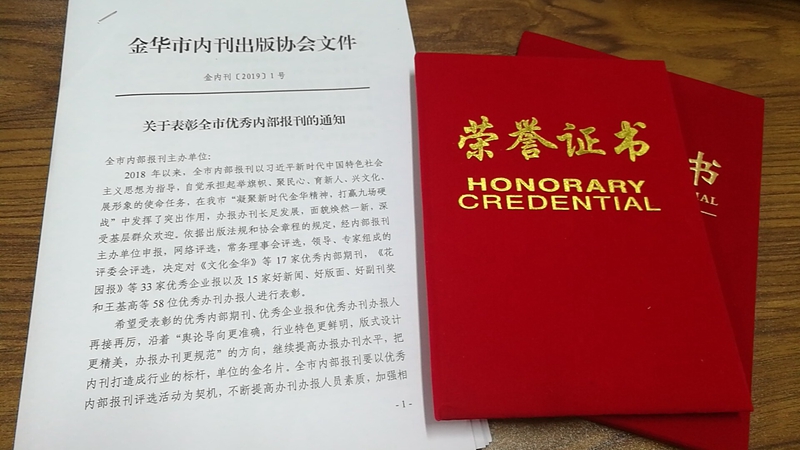 金华市内刊出版协会文件
金内刊〔2019〕1号
关于表彰全市优秀内部报刊的通知
全市内部报刊主办单位：
2018 年以来，全市内部报刊以习近平新时代中国特色社会
主义思想为指导，自觉承担起举旗帜、聚民心、育新人、兴文化、
展形象的使命任务，在我市“凝聚新时代金华精神，打赢九场硬
战”中发挥了突出作用，办报办刊长足发展，面貌焕然一新，深
受基层群众欢迎。依据出版法规和协会章程的规定，经内部报刊
主办单位申报，网络评选，常务理事会评选，领导、专家组成的
评委会评选，决定对《文化金华》等 17 家优秀内部期刊，《花
园报》等 33 家优秀企业报以及 15 家好新闻、好版面、好副刊奖
和王基高等 58 位优秀办刊办报人进行表彰。
希望受表彰的优秀内部期刊、优秀企业报和优秀办刊办报人
再接再厉，沿着“舆论导向更准确，行业特色更鲜明，版式设计
更精美，办报办刊更规范”的方向，继续提高办报办刊水平，把
内刊打造成行业的标杆，单位的金名片。全市内部报刊要以优秀
内部报刊评选活动为契机，不断提高办刊办报人员素质，加强相
- 1 -
荣誉证书
HONORARY
CREDENTIAL
书
IAL